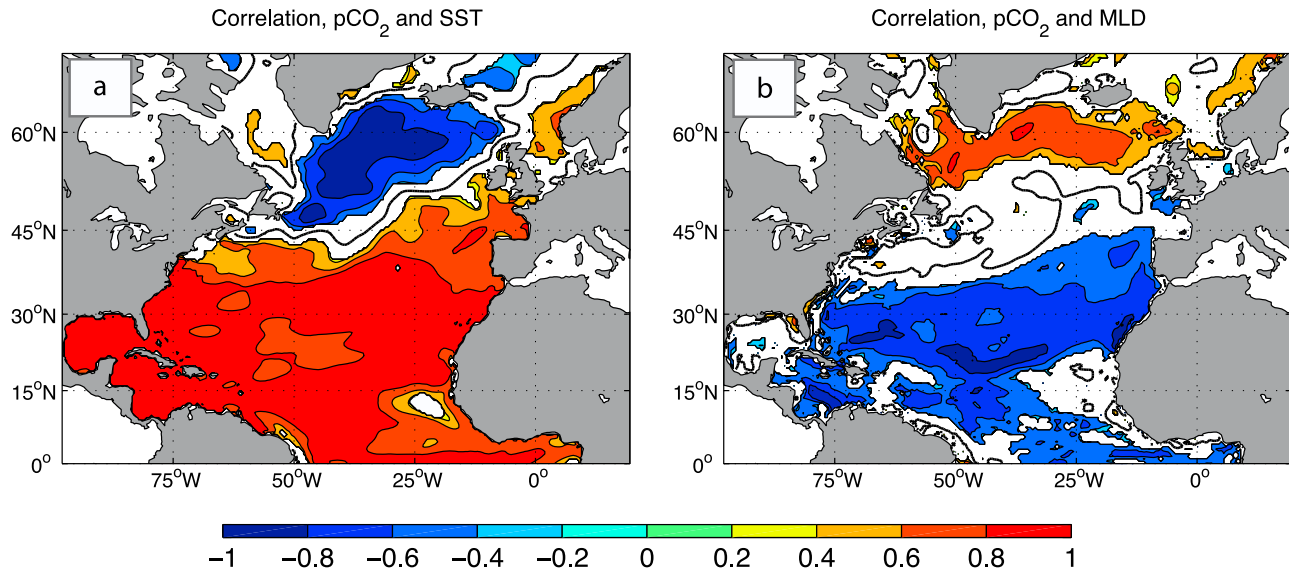 Correlation, pCO₂ and SST
Correlation, pCO₂ and MLD
a
b
60°N
45°N
30°N
15°N
0°
75°W
50°W
25°W
0°
60°N
45°N
30°N
15°N
0°
75°W
50°W
25°W
0°
−1 −0.8 −0.6 −0.4 −0.2 0 0.2 0.4 0.6 0.8 1